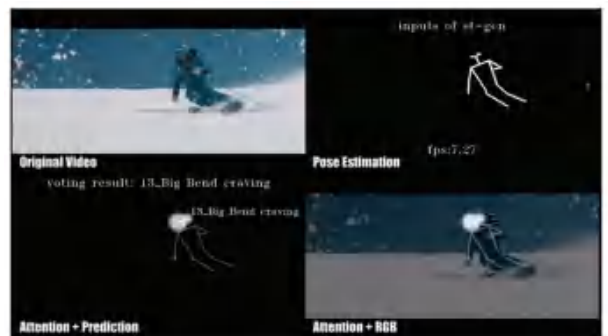 inputs of st-gcn
Original Video
Pose Estimation
fps:7.27
voting result: 13_Big Bend craving
13_Big Bend craving
Attention + Prediction
Attention + RGB